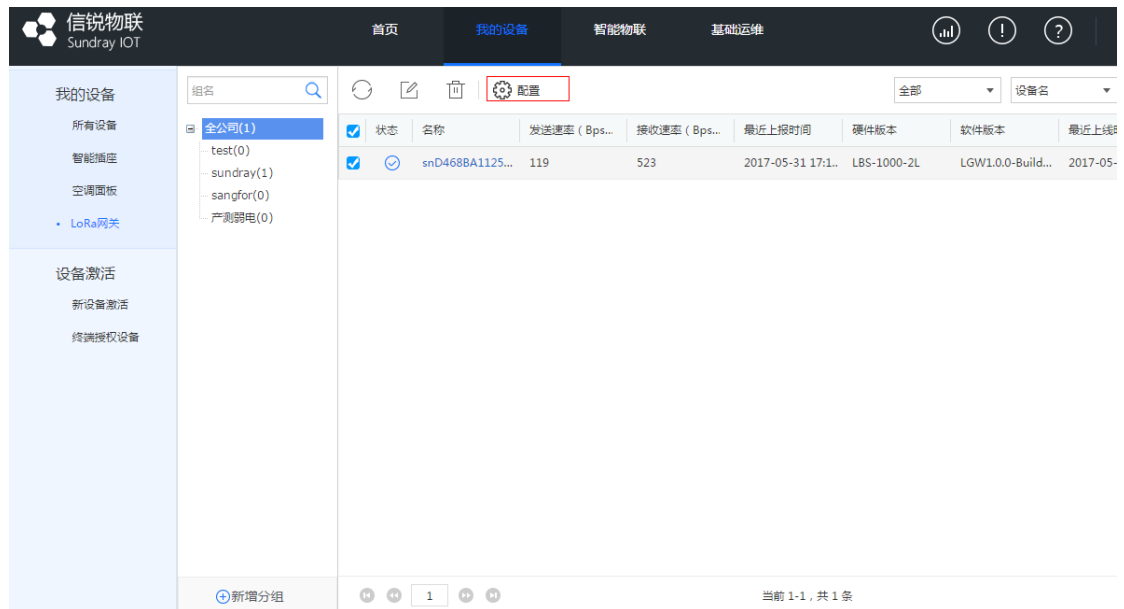 信锐物联
Sundray IOT
首页 我的设备 智能物联 基础运维
我的设备
所有设备
智能插座
空调面板
LoRa网关
设备激活
新设备激活
终端授权设备
组名
全公司(1)
test(0)
sundray(1)
sangfor(0)
产测弱电(0)
新增分组
配置 全部 设备名
状态 名称 发送速率 ( Bps... 接收速率 ( Bps... 最近上报时间 硬件版本 软件版本 最近上线时
snD468BA1125... 119 523 2017-05-31 17:1.. LBS-1000-2L LGW1.0.0-Build... 2017-05-
1 当前 1-1 , 共 1 条